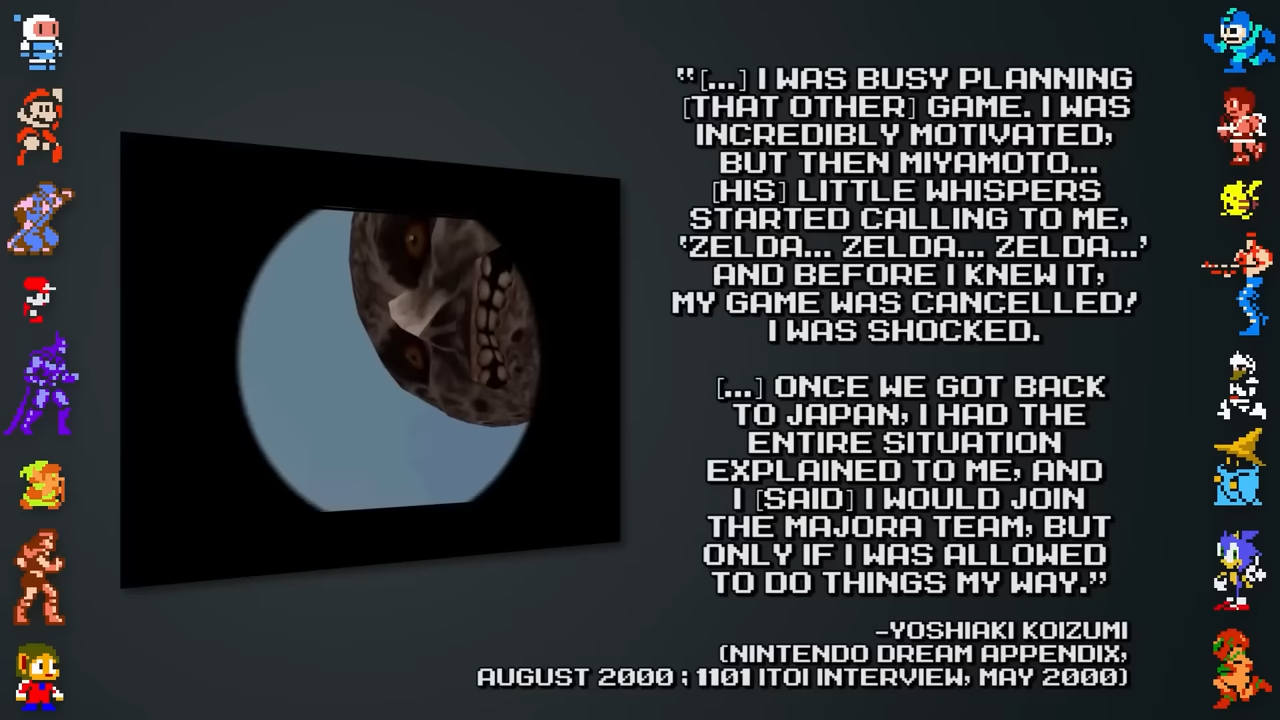 "[...] I WAS BUSY PLANNING
[THAT OTHER] GAME. I WAS
INCREDIBLY MOTIVATED,
BUT THEN MIYAMOTO...
[HIS] LITTLE WHISPERS
STARTED CALLING TO ME,
'ZELDA... ZELDA... ZELDA...'
AND BEFORE I KNEW IT,
MY GAME WAS CANCELLED!
I WAS SHOCKED.
[...] ONCE WE GOT BACK
TO JAPAN, I HAD THE
ENTIRE SITUATION
EXPLAINED TO ME, AND
I [SAID] I WOULD JOIN
THE MAJORA TEAM, BUT
ONLY IF I WAS ALLOWED
TO DO THINGS MY WAY."
-YOSHIAKI KOIZUMI
(NINTENDO DREAM APPENDIX,
AUGUST 2000 ; 1101 ITOI INTERVIEW, MAY 2000)